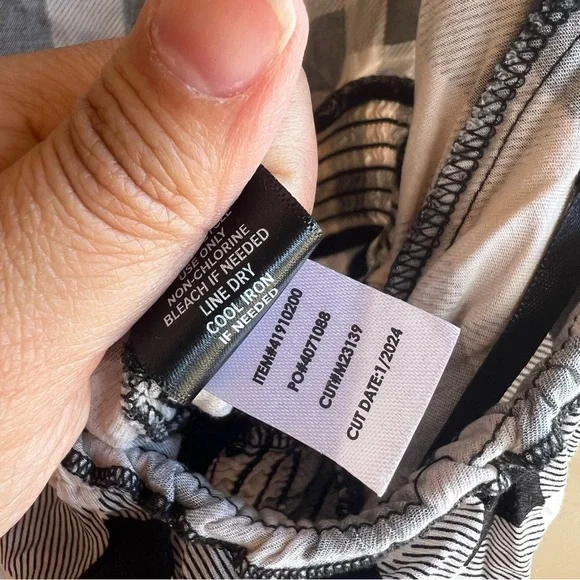 USE ONLY
NON-CHLORINE
BLEACH IF NEEDED
LINE DRY
COOL IRON
IF NEEDED
ITEM#41910200
PO#4071088
CUT#M23139
CUT DATE:1/2024